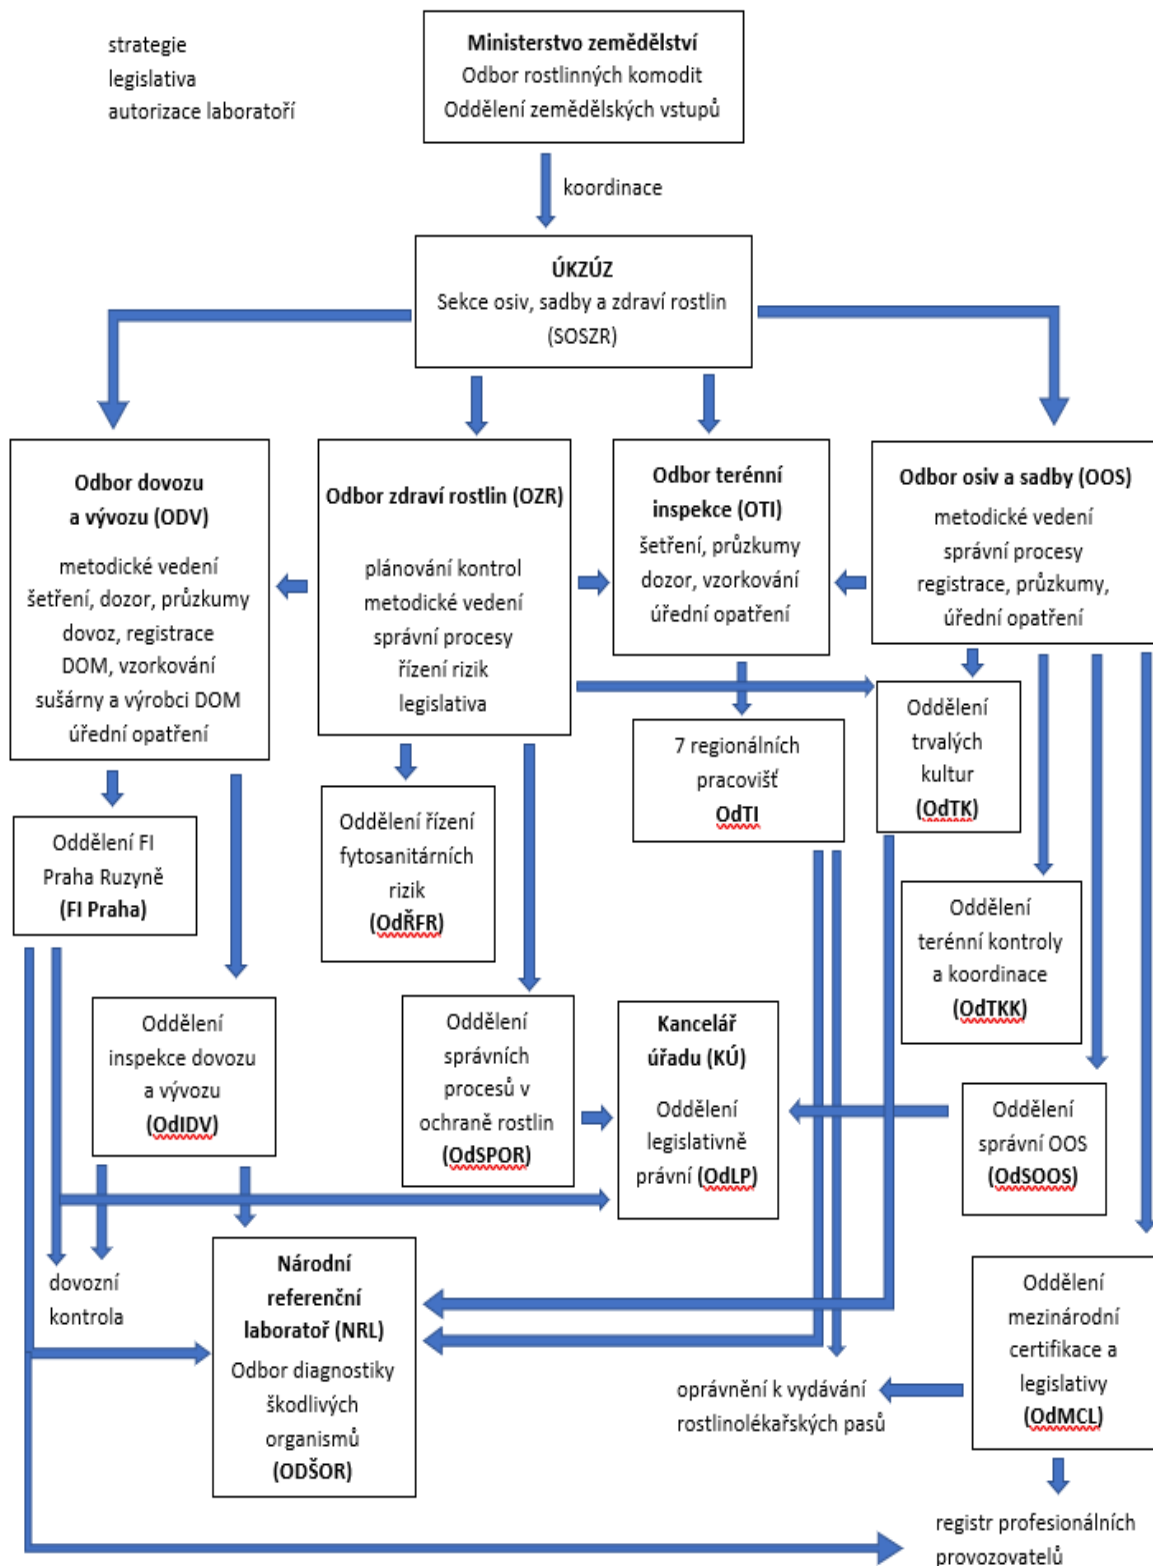 strategie
legislativa
autorizace laboratoří
Ministerstvo zemědělství
Odbor rostlinných komodit
Oddělení zemědělských vstupů
koordinace
ÚKZÚZ
Sekce osiv, sadby a zdraví rostlin
(SOSZR)
Odbor dovozu
a vývozu (ODV)
metodické vedení
šetření, dozor, průzkumy
dovoz, registrace
DOM, vzorkování
sušárny a výrobci DOM
úřední opatření
Odbor zdraví rostlin (OZR)
plánování kontrol
metodické vedení
správní procesy
řízení rizik
legislativa
Odbor terénní
inspekce (OTI)
šetření, průzkumy
dozor, vzorkování
úřední opatření
Odbor osiv a sadby (OOS)
metodické vedení
správní procesy
registrace, průzkumy,
úřední opatření
7 regionálních
pracovišť
OdTI
Oddělení
trvalých
kultur
(OdTK)
Oddělení FI
Praha Ruzyně
(FI Praha)
Oddělení řízení
fytosanitárních
rizik
(OdŘFR)
Oddělení
terénní kontroly
a koordinace
(OdTKK)
Oddělení
inspekce dovozu
a vývozu
(OdIDV)
Oddělení
správních
procesů v
ochraně rostlin
(OdSPOR)
Kancelář
úřadu (KÚ)
Oddělení
legislativně
právní (OdLP)
Oddělení
správní OOS
(OdSOOS)
dovozní
kontrola
Národní
referenční
laboratoř (NRL)
Odbor diagnostiky
škodlivých
organismů
(ODŠOR)
Oddělení
mezinárodní
certifikace a
legislativy
(OdMCL)
oprávnění k vydávání
rostlinolékařských pasů
registr profesionálních
provozovatelů